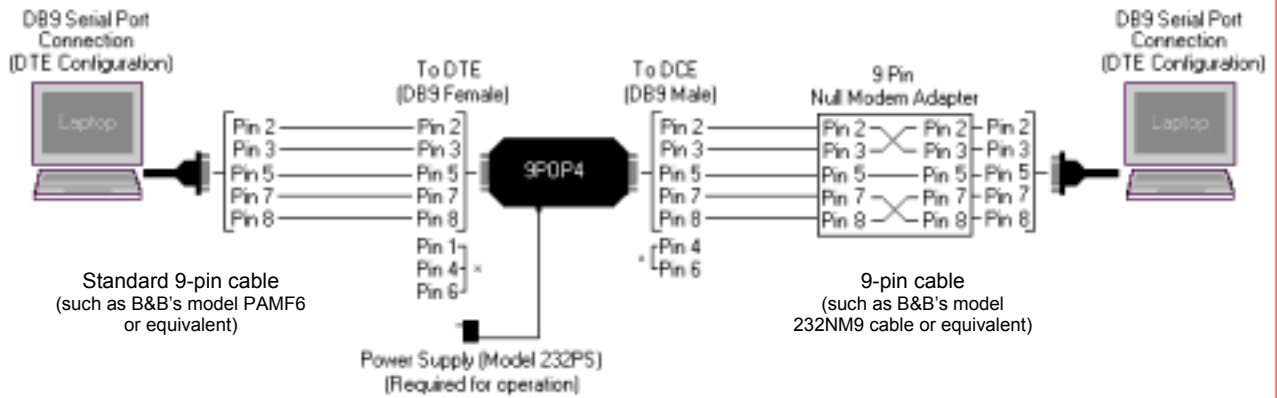 DB9 Serial Port
Connection
(DTE Configuration)
Laptop
Pin 2
Pin 3
Pin 5
Pin 7
Pin 8
Standard 9-pin cable
(such as B&B's model PAMF6
or equivalent)
To DTE
(DB9 Female)
Pin 2
Pin 3
Pin 5
Pin 7
Pin 8
Pin 1
Pin 4
Pin 6
9POP4
Power Supply (Model 232PS)
(Required for operation)
To DCE
(DB9 Male)
Pin 2
Pin 3
Pin 5
Pin 7
Pin 8
Pin 4
Pin 6
9 Pin
Null Modem Adapter
Pin 2 Pin 2
Pin 3 Pin 3
Pin 5 Pin 5
Pin 7 Pin 7
Pin 8 Pin 8
Pin 2
Pin 3
Pin 5
Pin 7
Pin 8
9-pin cable
(such as B&B's model
232NM9 cable or equivalent)
DB9 Serial Port
Connection
(DTE Configuration)
Laptop